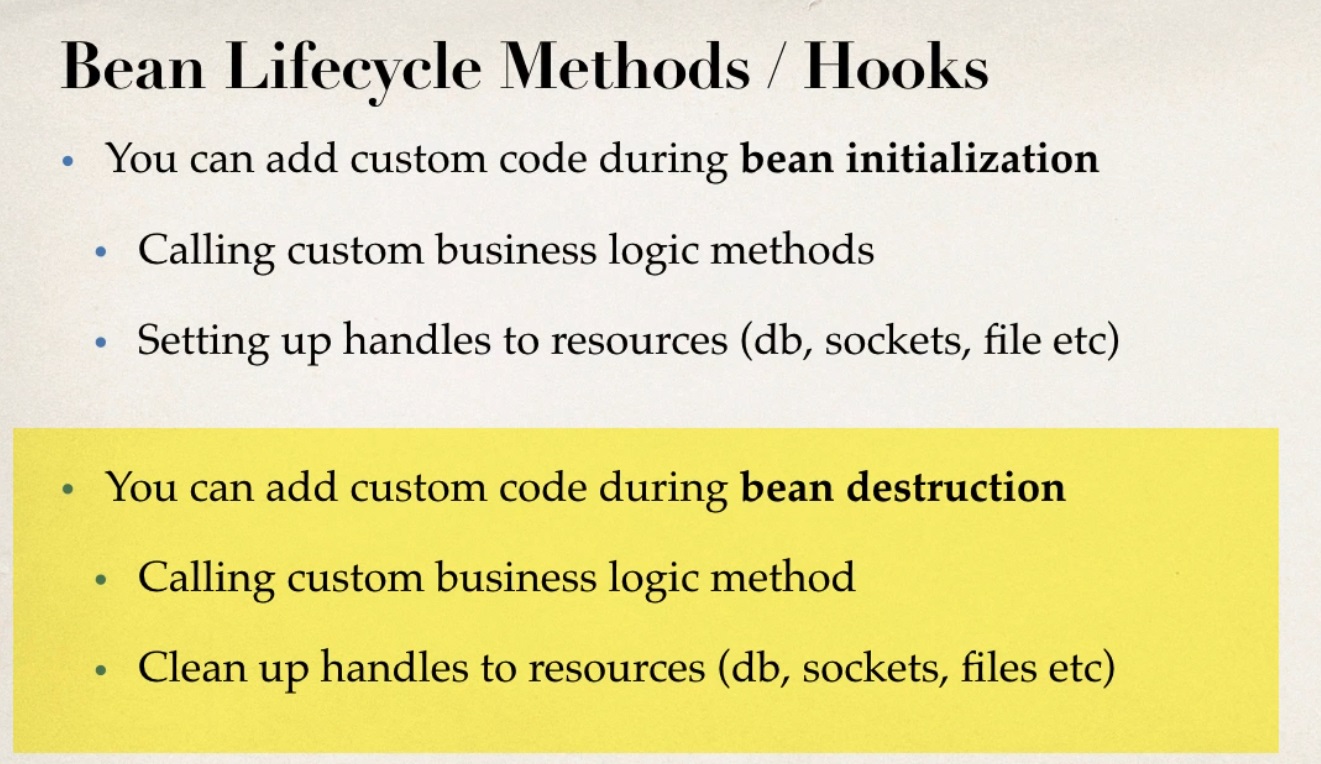 Bean Lifecycle Methods / Hooks
• You can add custom code during bean initialization
• Calling custom business logic methods
• Setting up handles to resources (db, sockets, file etc)
• You can add custom code during bean destruction
• Calling custom business logic method
• Clean up handles to resources (db, sockets, files etc)